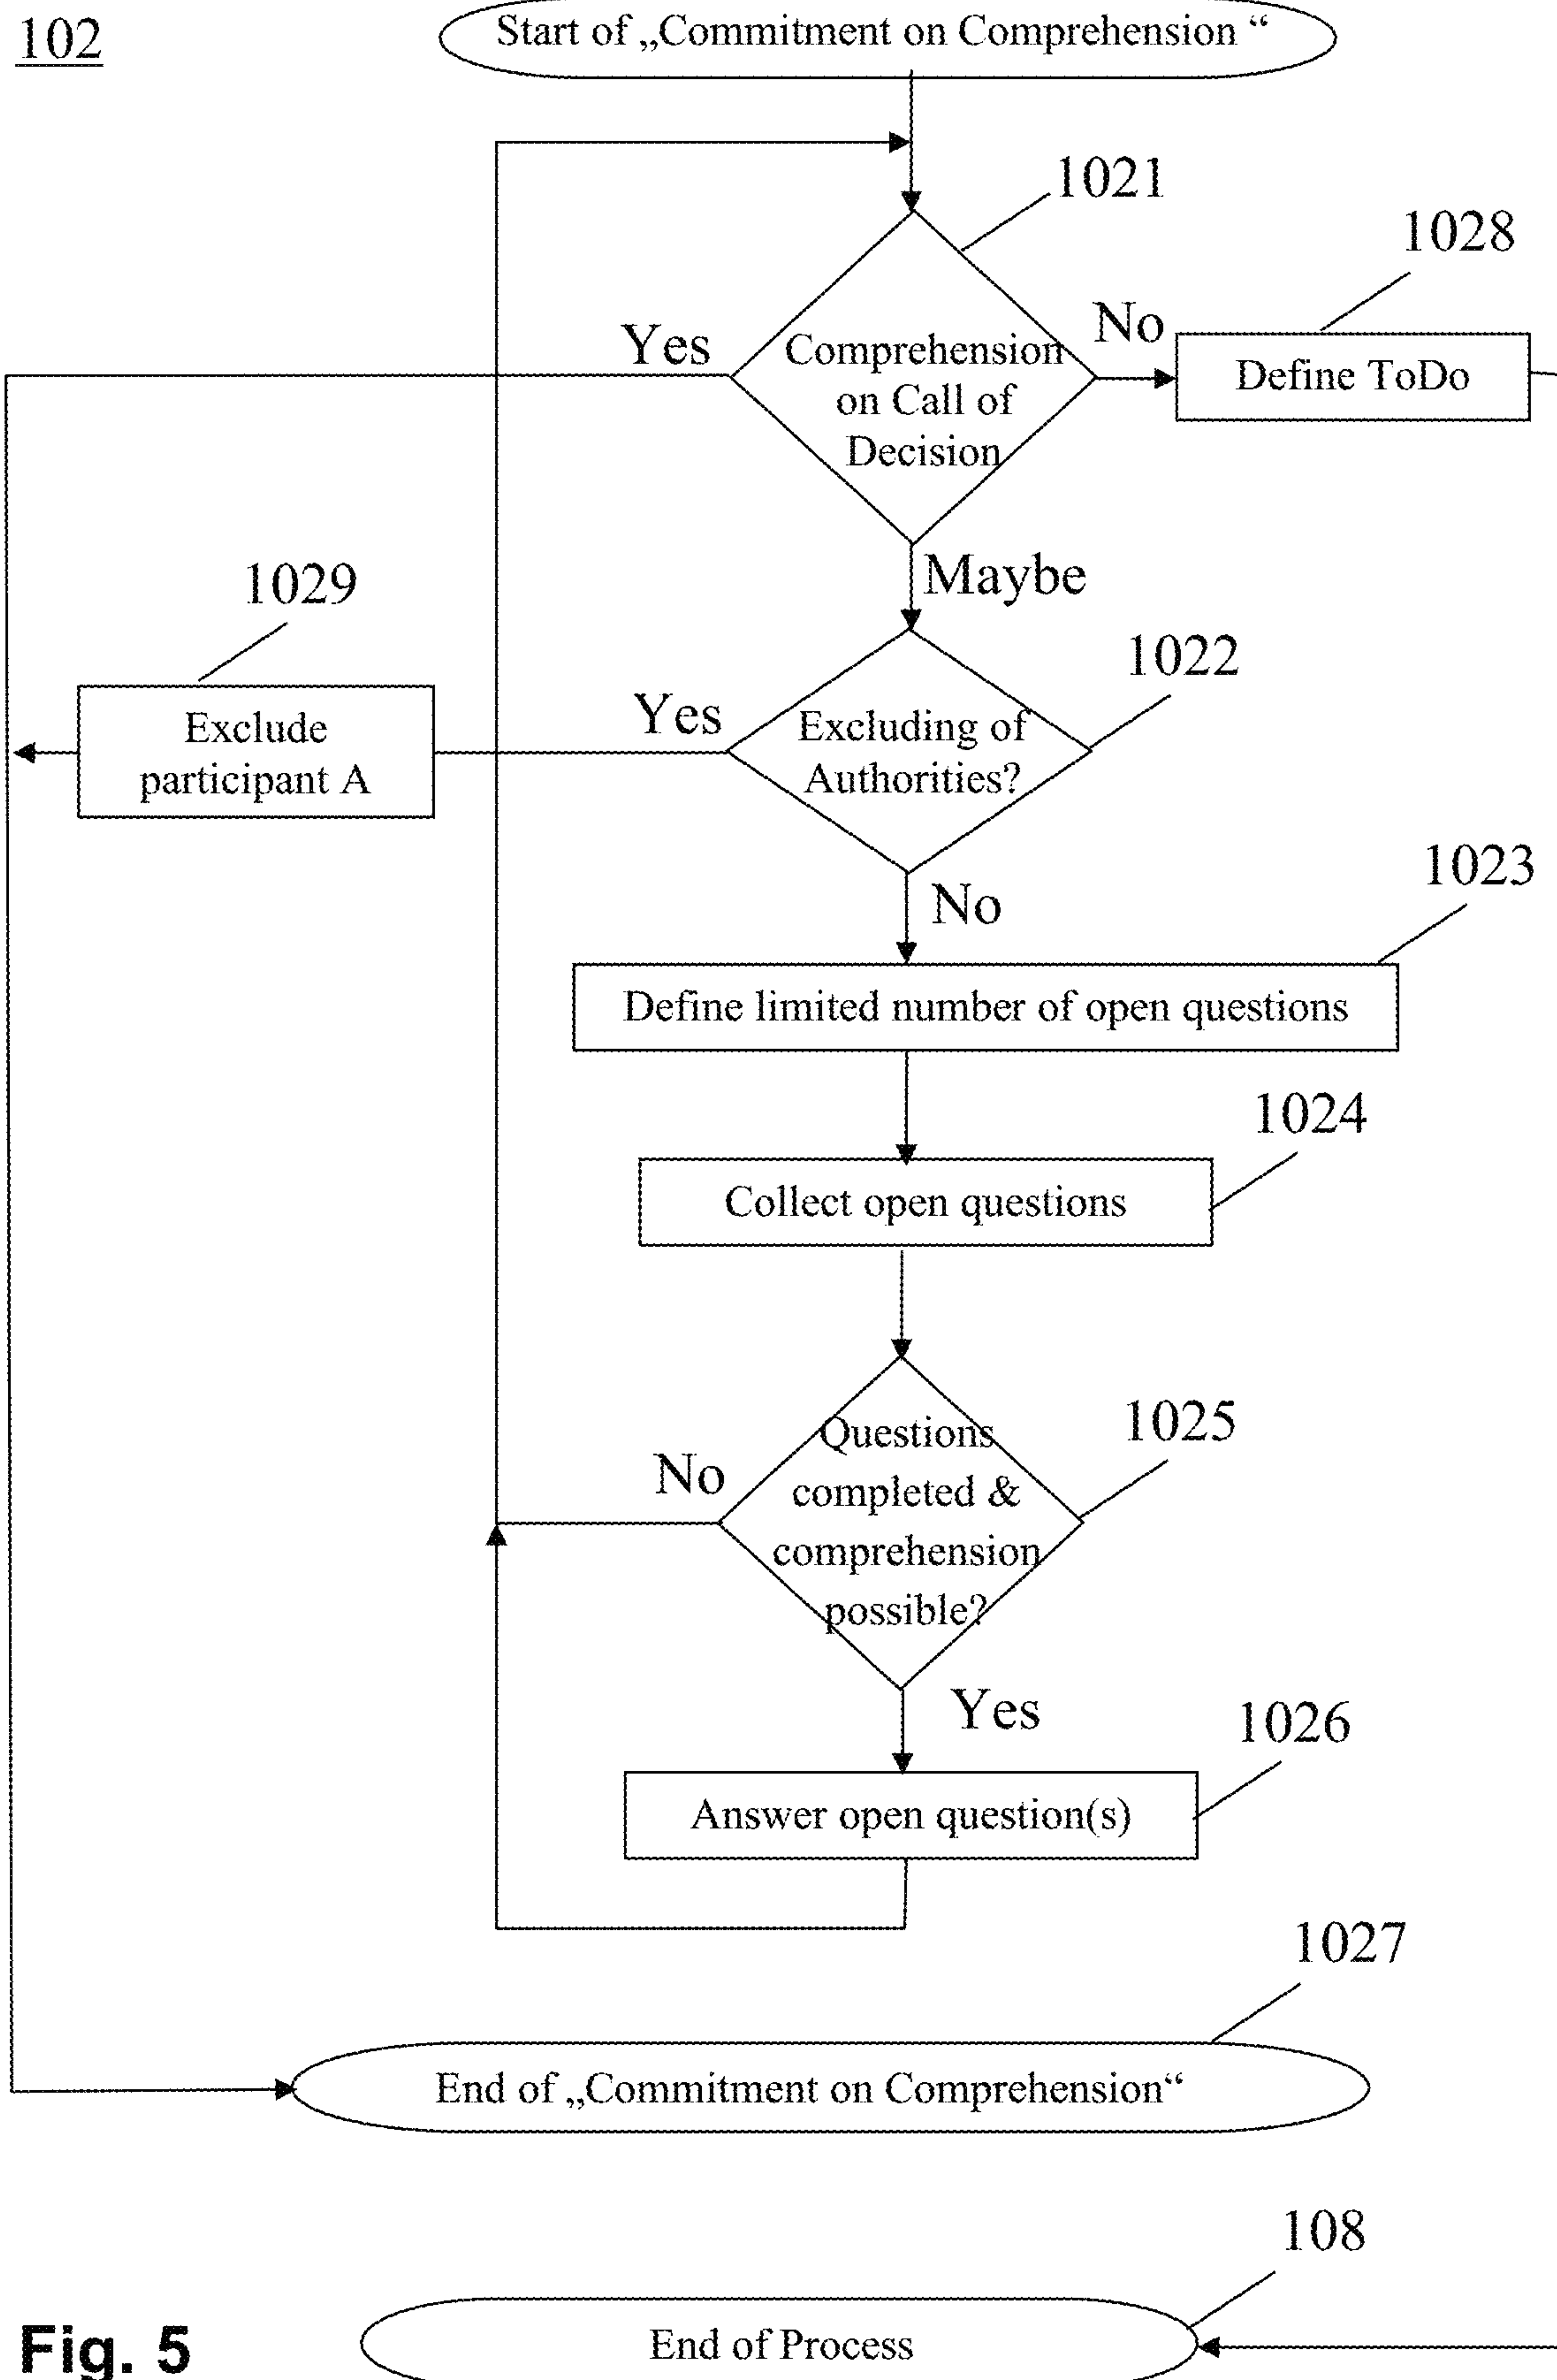 102
Start of „Commitment on Comprehension “
1021
1028
Yes
No
Comprehension
on Call of
Decision
Define ToDo
Maybe
1029
1022
Exclude
participant A
Yes
Excluding of
Authorities?
1023
No
Define limited number of open questions
1024
Collect open questions
1025
No
Questions
completed &
comprehension
possible?
Yes
1026
Answer open question(s)
1027
End of „Commitment on Comprehension“
108
Fig. 5
End of Process